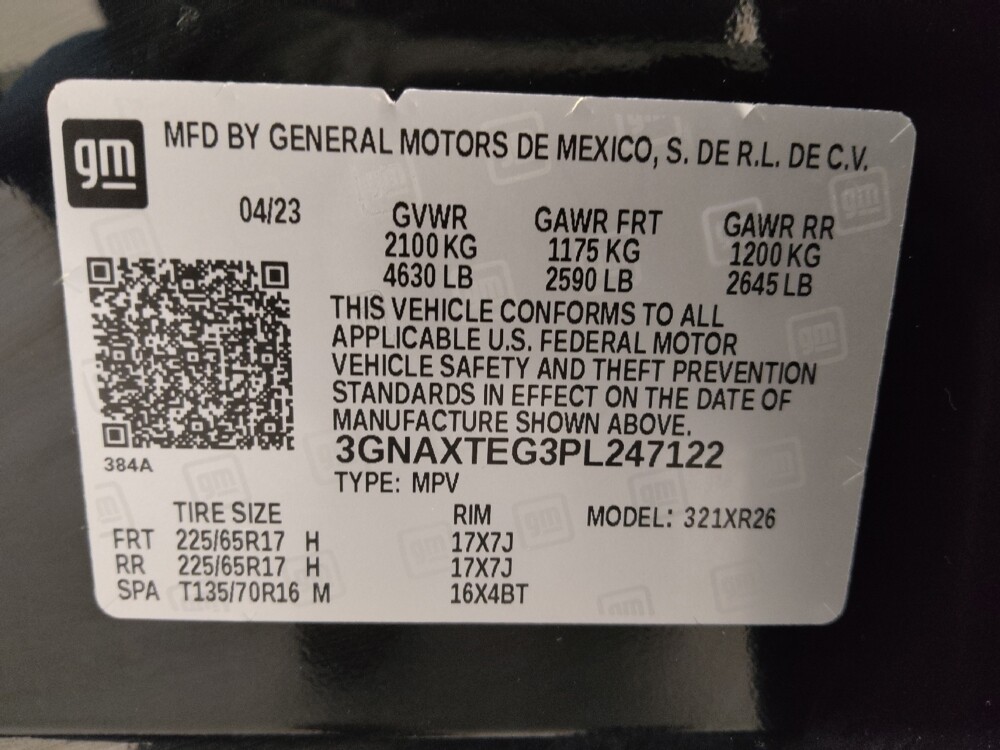 gm
MFD BY GENERAL MOTORS DE MEXICO, S. DE R.L. DE C.V.
04/23
GVWR GAWR FRT GAWR RR
2100 KG 1175 KG 1200 KG
4630 LB 2590 LB 2645 LB
THIS VEHICLE CONFORMS TO ALL
APPLICABLE U.S. FEDERAL MOTOR
VEHICLE SAFETY AND THEFT PREVENTION
STANDARDS IN EFFECT ON THE DATE OF
MANUFACTURE SHOWN ABOVE.
3GNAXTEG3PL247122
384A
TYPE: MPV
TIRE SIZE RIM MODEL: 321XR26
FRT 225/65R17 H 17X7J
RR 225/65R17 H 17X7J
SPA T135/70R16 M 16X4BT